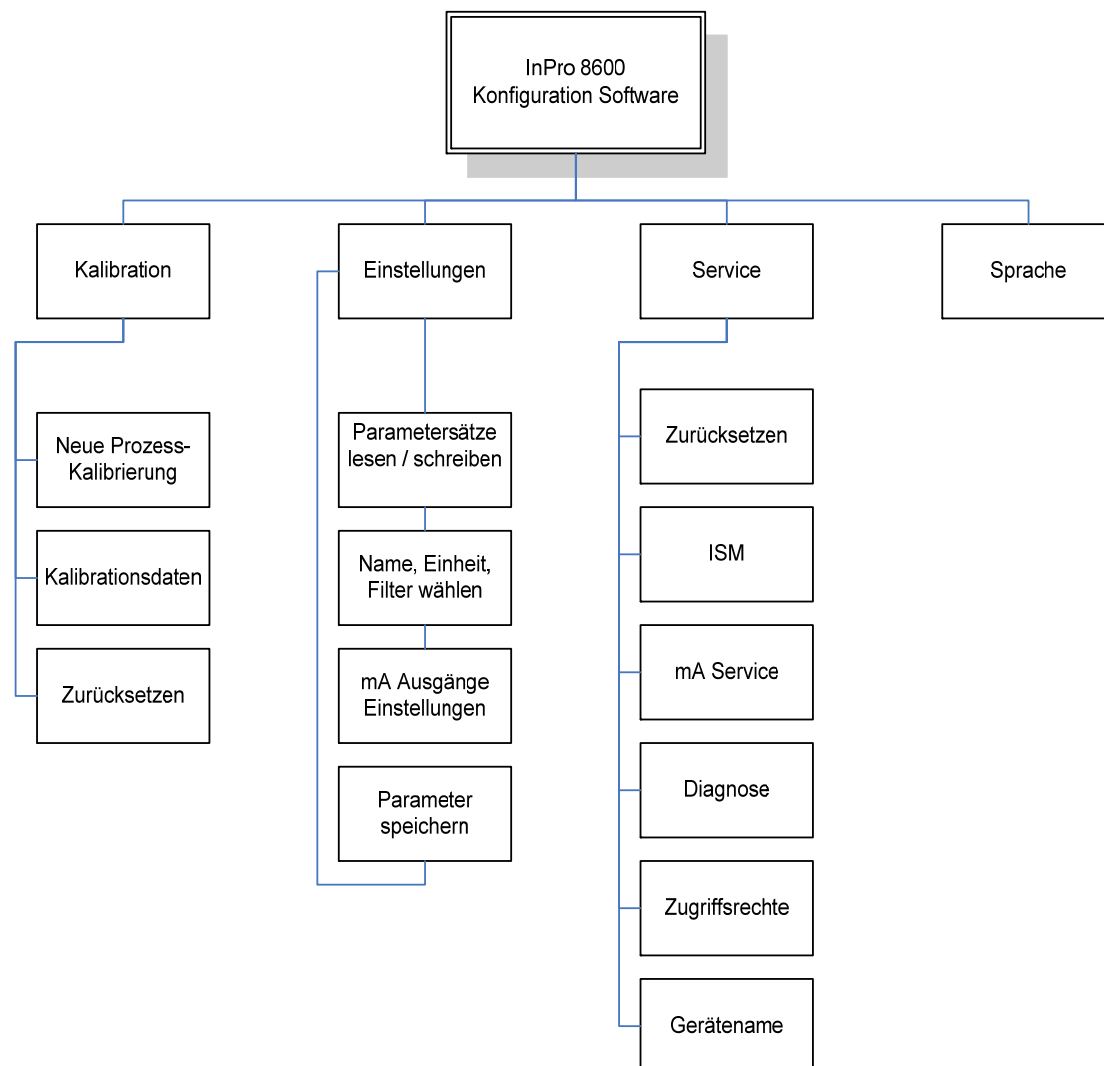 InPro 8600
Konfiguration Software
Kalibration
Einstellungen
Service
Sprache
Neue Prozess-
Kalibrierung
Kalibrationsdaten
Zurücksetzen
Parametersätze
lesen / schreiben
Name, Einheit,
Filter wählen
mA Ausgänge
Einstellungen
Parameter
speichern
Zurücksetzen
ISM
mA Service
Diagnose
Zugriffsrechte
Gerätename